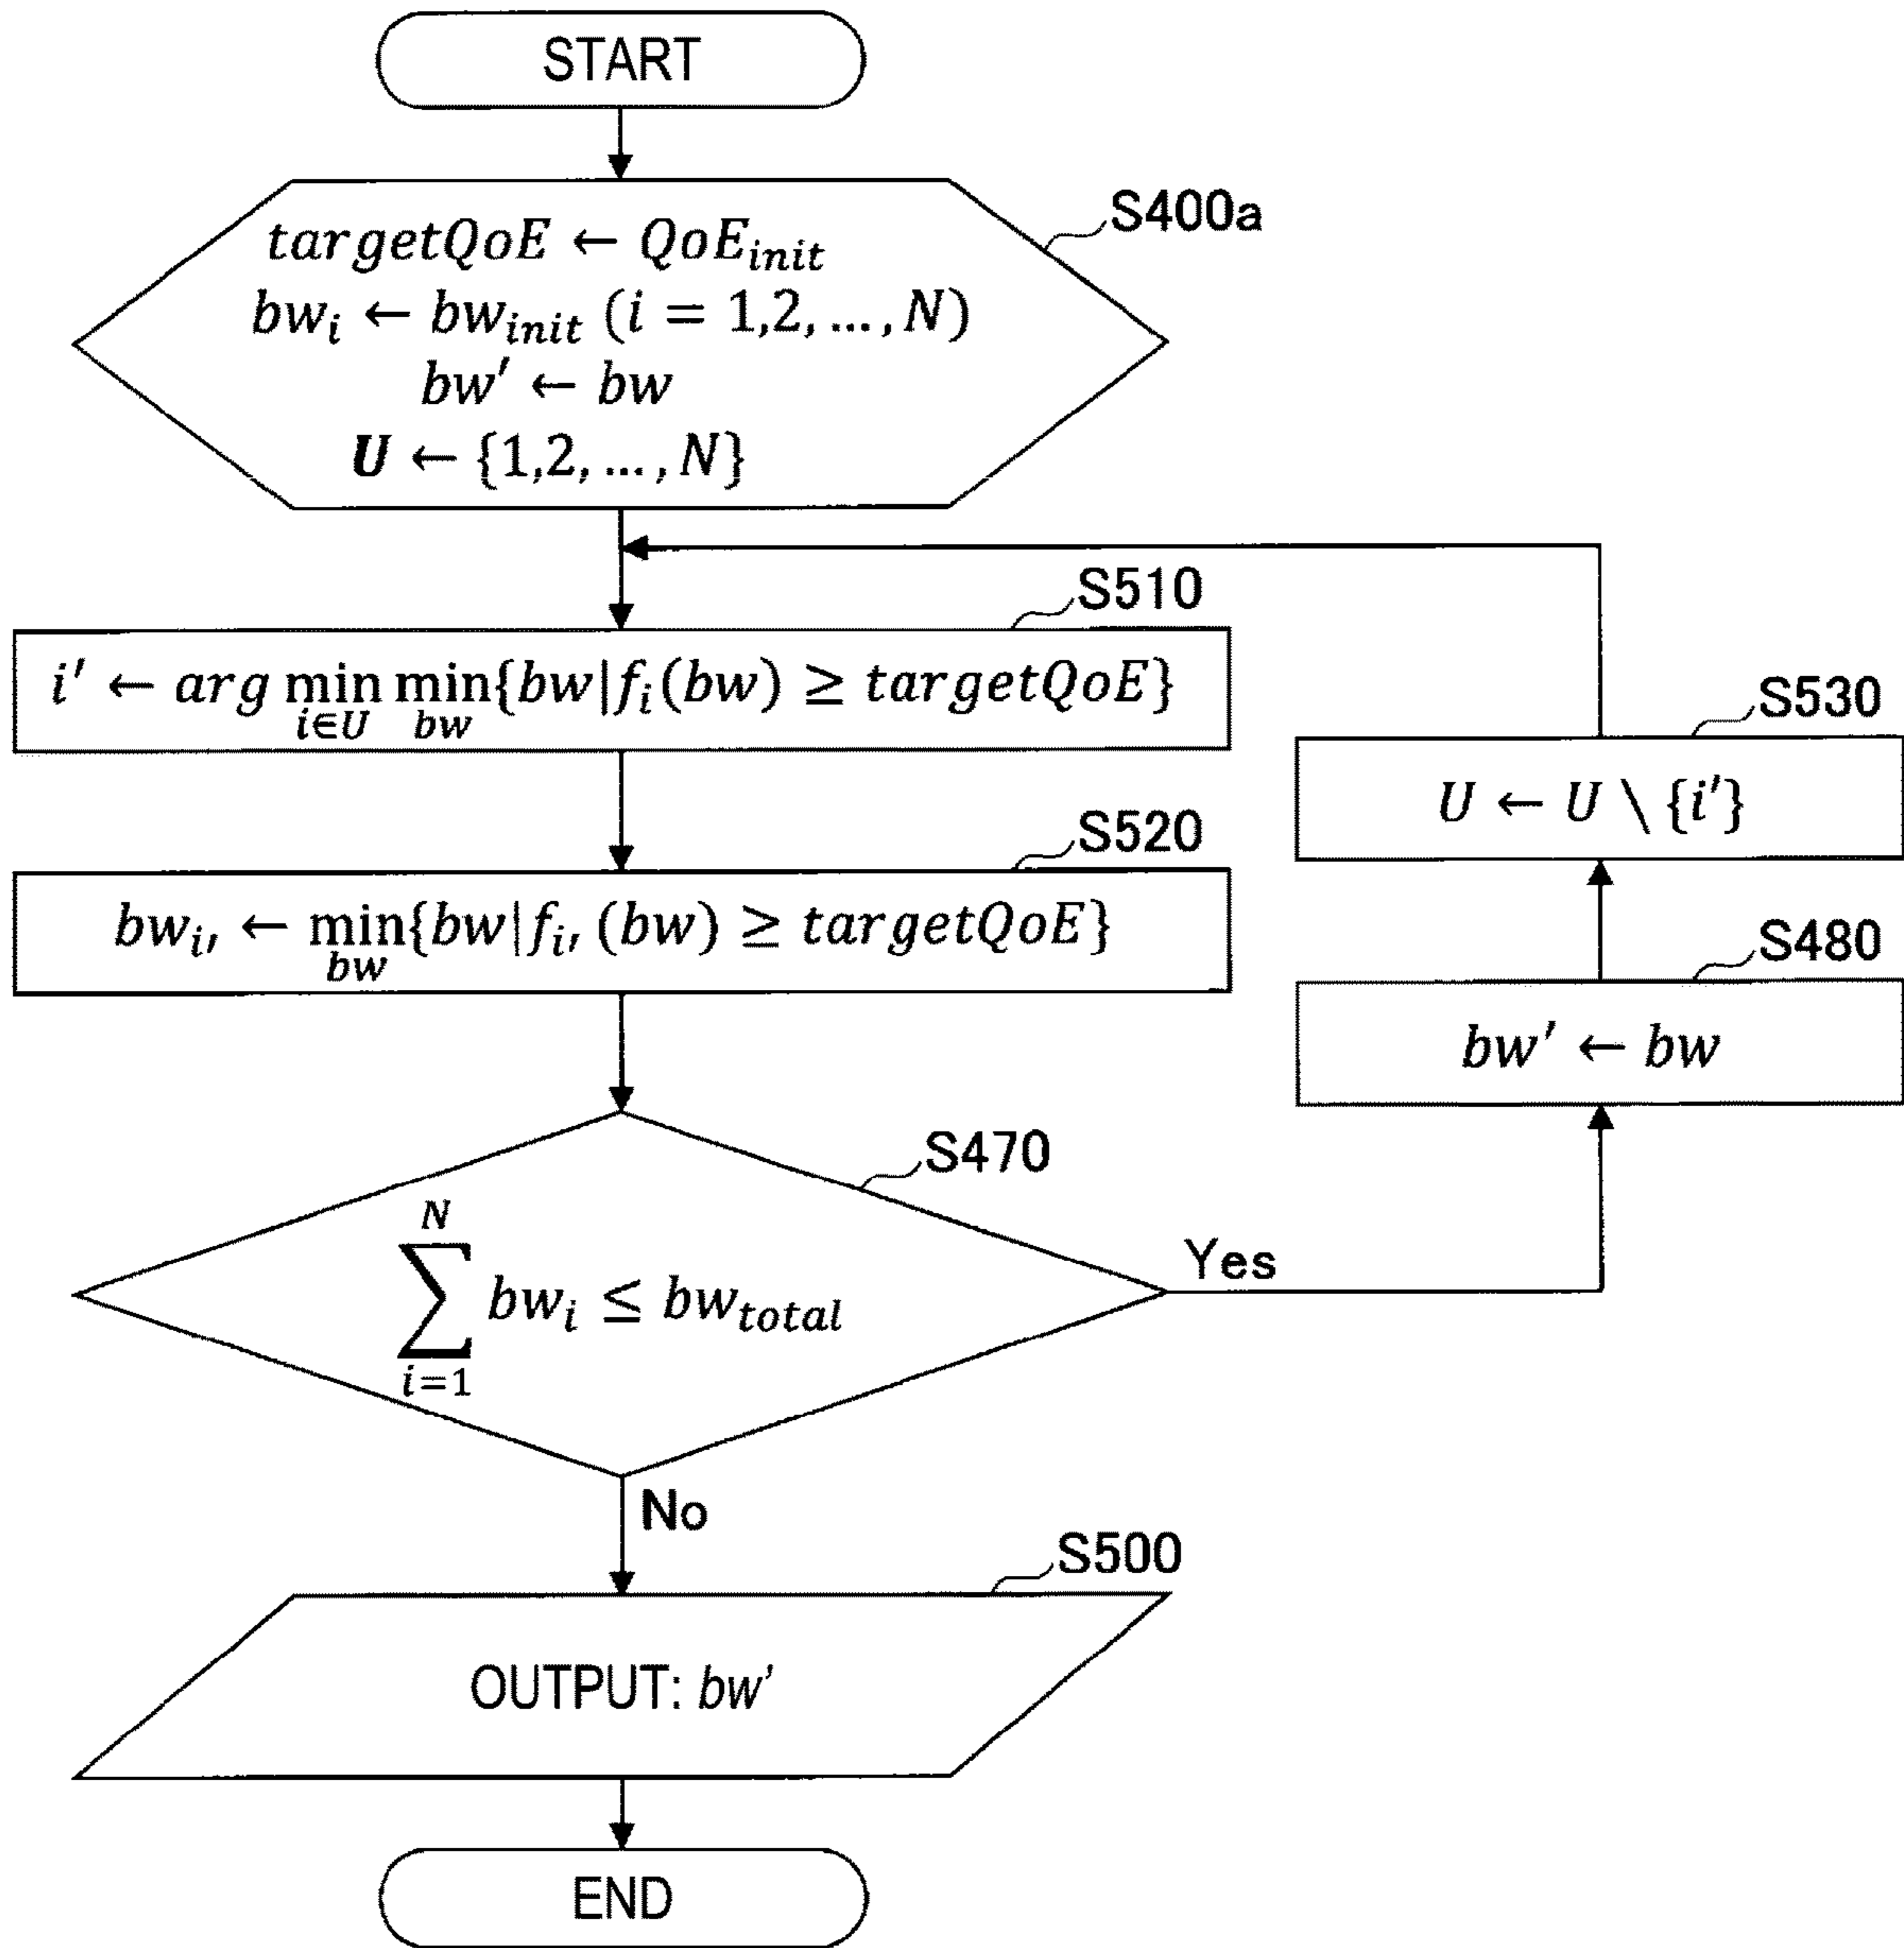 START
S400a
targetQoE ← QoE_init
bw_i ← bw_init (i = 1,2, ..., N)
bw' ← bw
U ← {1,2, ..., N}
S510
i' ← arg min_{i∈U} min_{bw}{bw|f_i(bw) ≥ targetQoE}
S520
bw_{i'} ← min_{bw}{bw|f_{i'} (bw) ≥ targetQoE}
S470
∑_{i=1}^{N} bw_i ≤ bw_total
Yes
S480
bw' ← bw
S530
U ← U \ {i'}
No
S500
OUTPUT: bw'
END